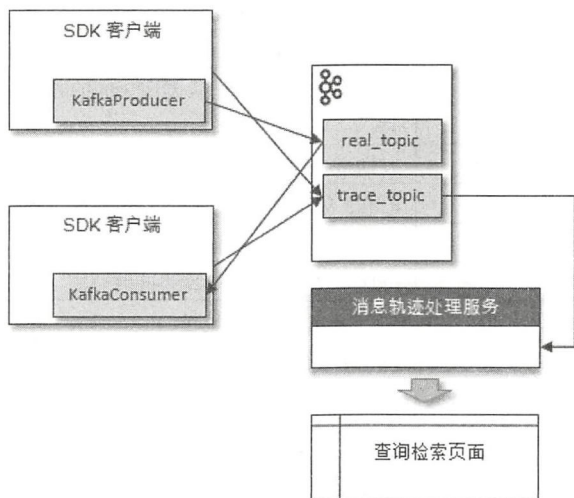 SDK 客户端
KafkaProducer
real_topic
trace_topic
SDK 客户端
KafkaConsumer
消息轨迹处理服务
查询检索页面